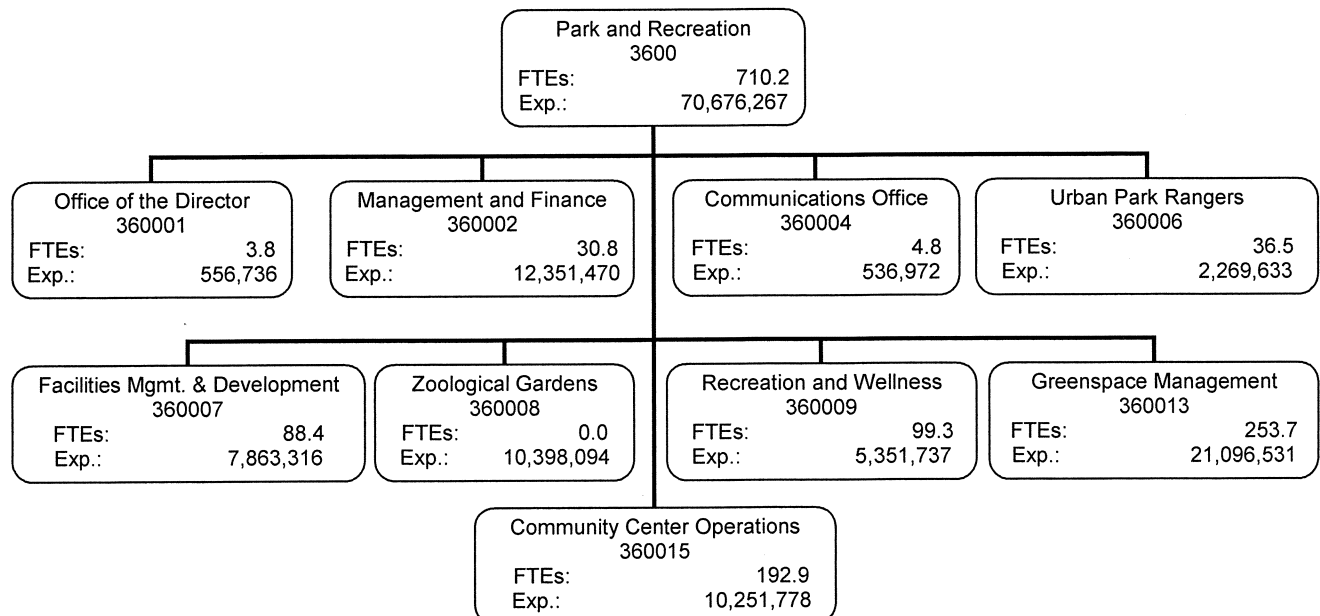 Park and Recreation
3600
FTEs: 710.2
Exp.: 70,676,267
Office of the Director
360001
FTEs: 3.8
Exp.: 556,736
Management and Finance
360002
FTEs: 30.8
Exp.: 12,351,470
Communications Office
360004
FTEs: 4.8
Exp.: 536,972
Urban Park Rangers
360006
FTEs: 36.5
Exp.: 2,269,633
Facilities Mgmt. & Development
360007
FTEs: 88.4
Exp.: 7,863,316
Zoological Gardens
360008
FTEs: 0.0
Exp.: 10,398,094
Recreation and Wellness
360009
FTEs: 99.3
Exp.: 5,351,737
Greenspace Management
360013
FTEs: 253.7
Exp.: 21,096,531
Community Center Operations
360015
FTEs: 192.9
Exp.: 10,251,778